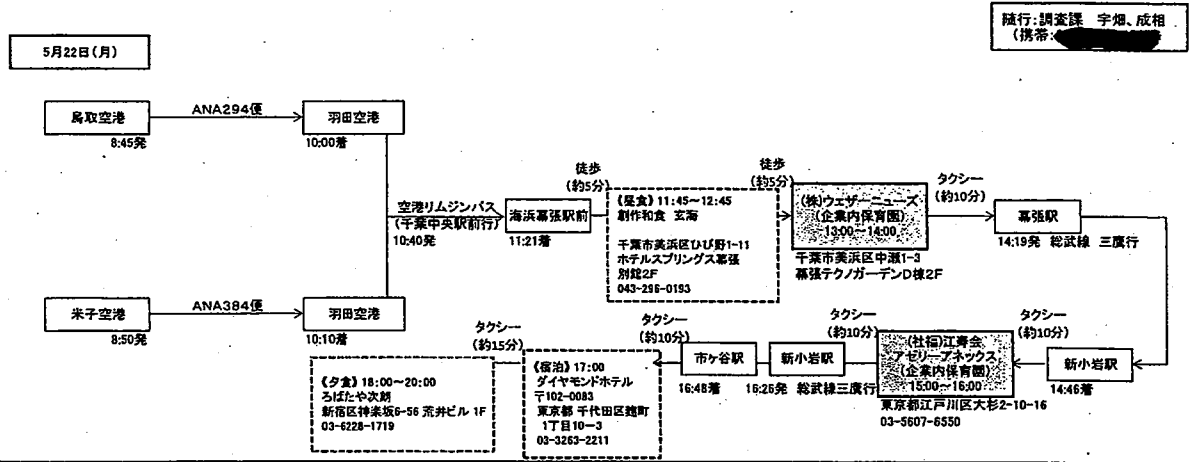 随行:調査課 宇畑、成相
(携帯:
5月22日(月)
鳥取空港
8:45発
ANA294便
羽田空港
10:00着
米子空港
8:50発
ANA384便
羽田空港
10:10着
空港リムジンバス
(千葉中央駅前行)
10:40発
海浜幕張駅前
11:21着
徒歩
(約5分)
《昼食》11:45~12:45
創作和食 玄海
千葉市美浜区ひび野1-11
ホテルスプリングス幕張
別館2F
043-296-0193
徒歩
(約5分)
(株)ウェザーニューズ
(企業内保育園)
13:00~14:00
千葉市美浜区中瀬1-3
幕張テクノガーデンD棟2F
タクシー
(約10分)
幕張駅
14:19発 総武線 三鷹行
新小岩駅
14:46着
タクシー
(約10分)
(社福)江寿会
アゼリーアネックス
(企業内保育園)
15:00~16:00
東京都江戸川区大杉2-10-16
03-5607-6550
タクシー
(約10分)
新小岩駅
16:26発 総武線三鷹行
市ヶ谷駅
16:48着
タクシー
(約10分)
《宿泊》17:00
ダイヤモンドホテル
〒102-0083
東京都 千代田区麹町
1丁目10-3
03-3263-2211
タクシー
(約15分)
《夕食》18:00~20:00
ろばたや次朗
新宿区神楽坂6-56 荒井ビル 1F
03-6228-1719